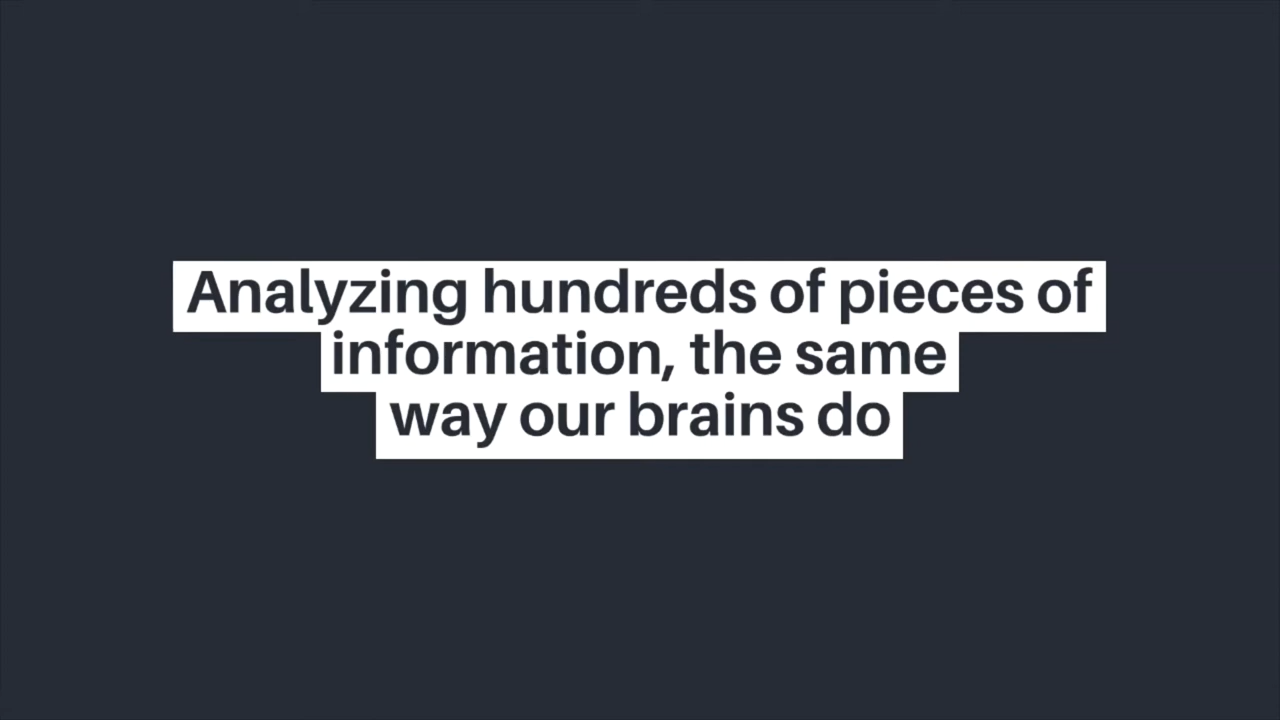 Analyzing hundreds of pieces of
information, the same
way our brains do